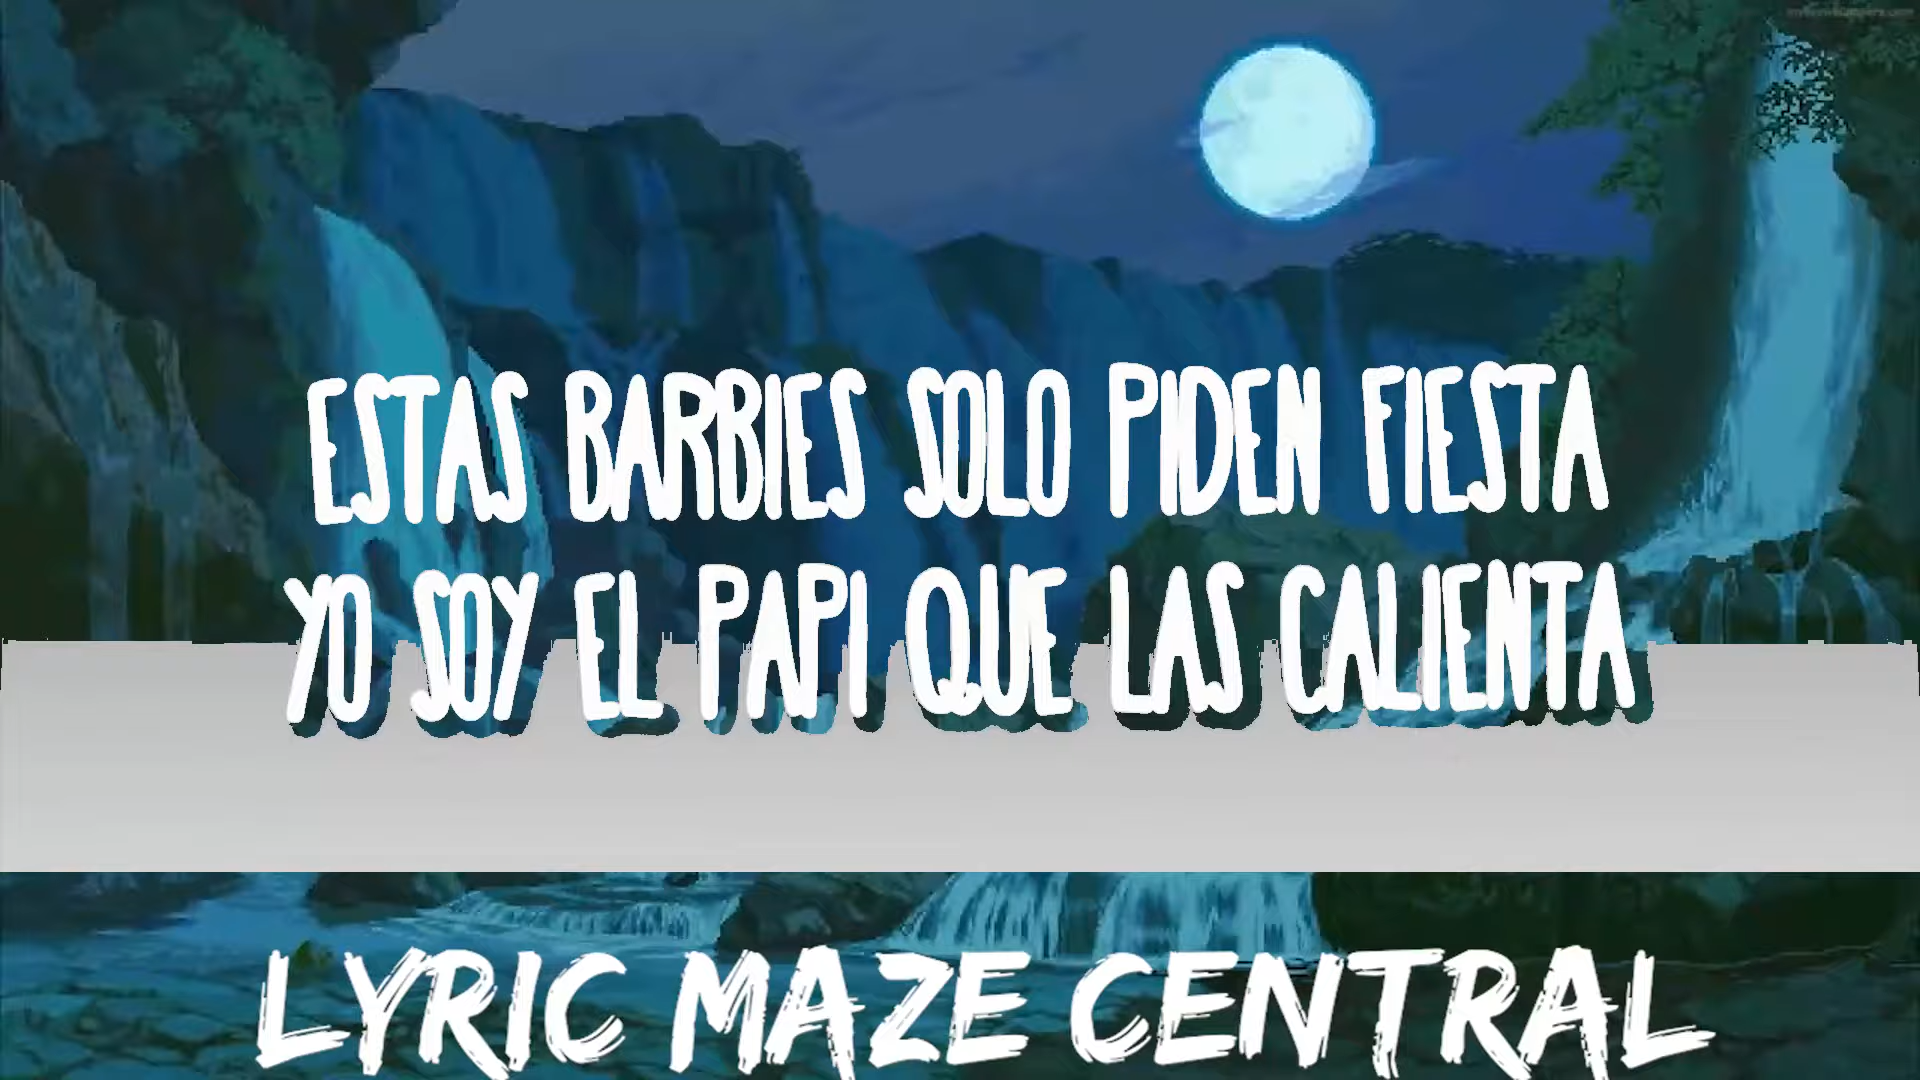 ESTAS BARBIES SOLO PIDEN FIESTA
YO SOY EL PAPI QUE LAS CALIENTA
LYRIC MAZE CENTRAL